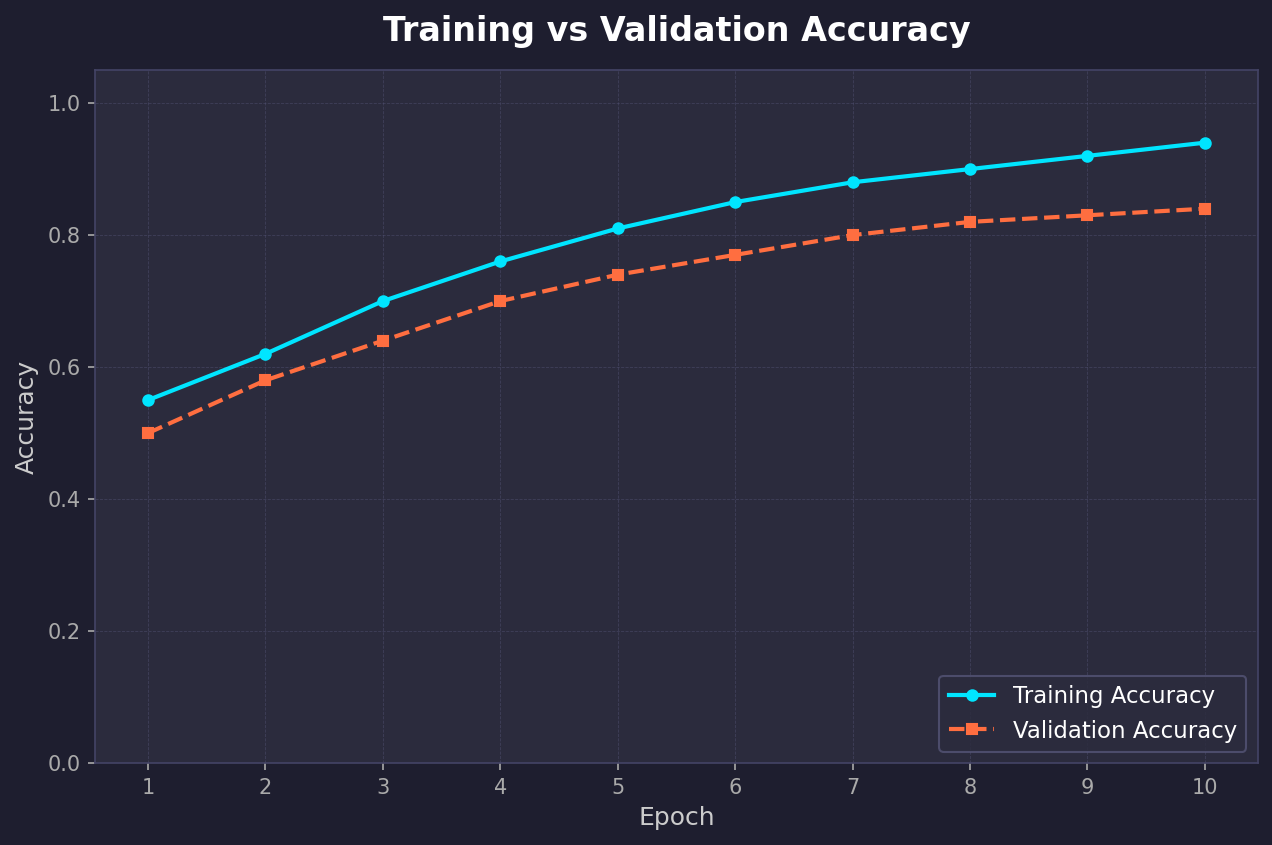 Training vs Validation Accuracy
1.0
0.8
0.6
0.4
0.2
0.0
Accuracy
Training Accuracy
Validation Accuracy
1 2 3 4 5 6 7 8 9 10
Epoch